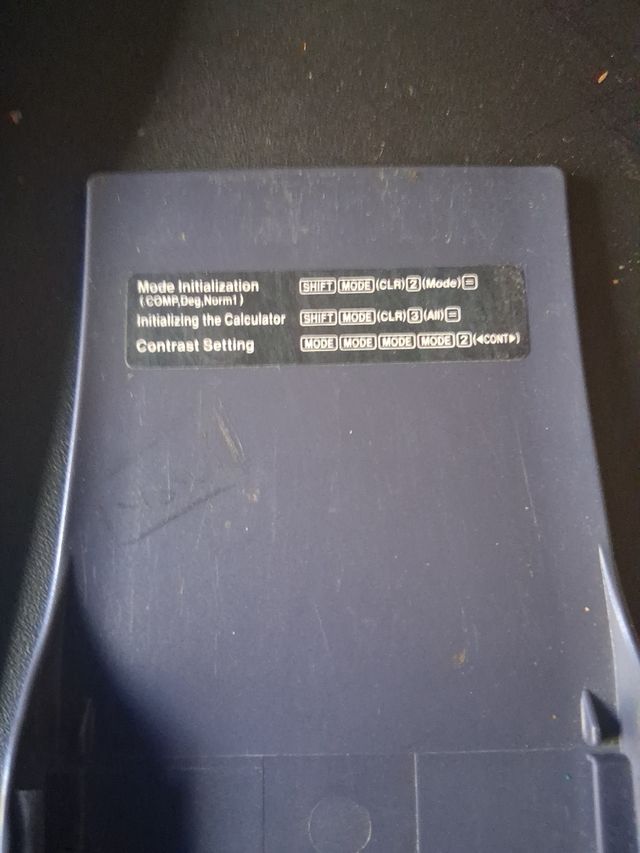 Mode Initialization SHIFT MODE (CLR) 2 (Mode) =
(COMP,Deg,Norm1)
Initializing the Calculator SHIFT MODE (CLR) 3 (All) =
Contrast Setting MODE MODE MODE MODE 2 (◄CONT►)